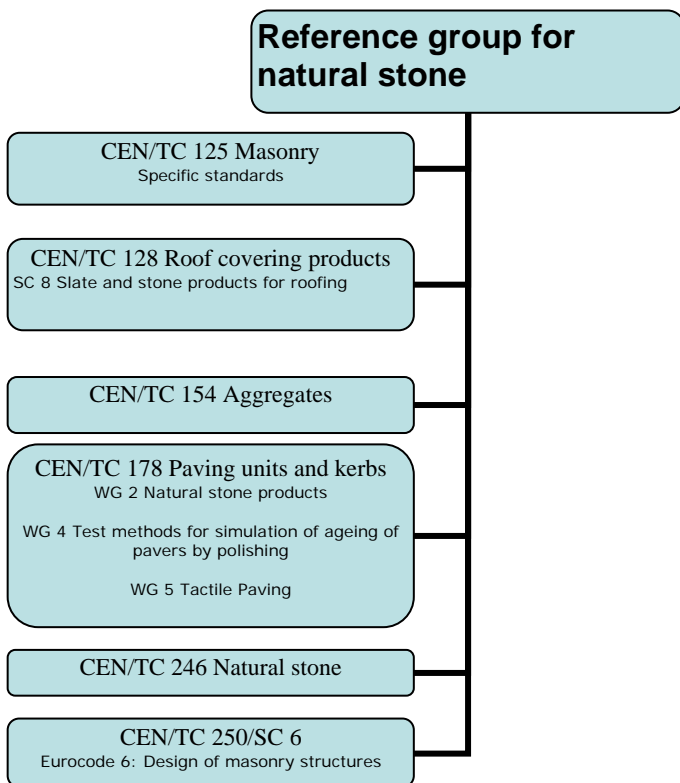 Reference group for
natural stone
CEN/TC 125 Masonry
Specific standards
CEN/TC 128 Roof covering products
SC 8 Slate and stone products for roofing
CEN/TC 154 Aggregates
CEN/TC 178 Paving units and kerbs
WG 2 Natural stone products
WG 4 Test methods for simulation of ageing of
pavers by polishing
WG 5 Tactile Paving
CEN/TC 246 Natural stone
CEN/TC 250/SC 6
Eurocode 6: Design of masonry structures